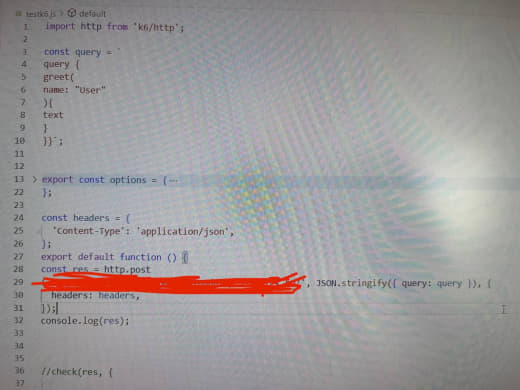 testk6.js > default
1 import http from 'k6/http';
2
3 const query = `
4 query {
5 greet(
6 name: "User"
7 ){
8 text
9 }
10 }}`;
11
12
13 > export const options = {…
22 };
23
24 const headers = {
25 'Content-Type': 'application/json',
26 };
27 export default function () {
28 const res = http.post
29 ', JSON.stringify({ query: query }), {
30 headers: headers,
31 });
32 console.log(res);
33
34
35
36 //check(res, {
37